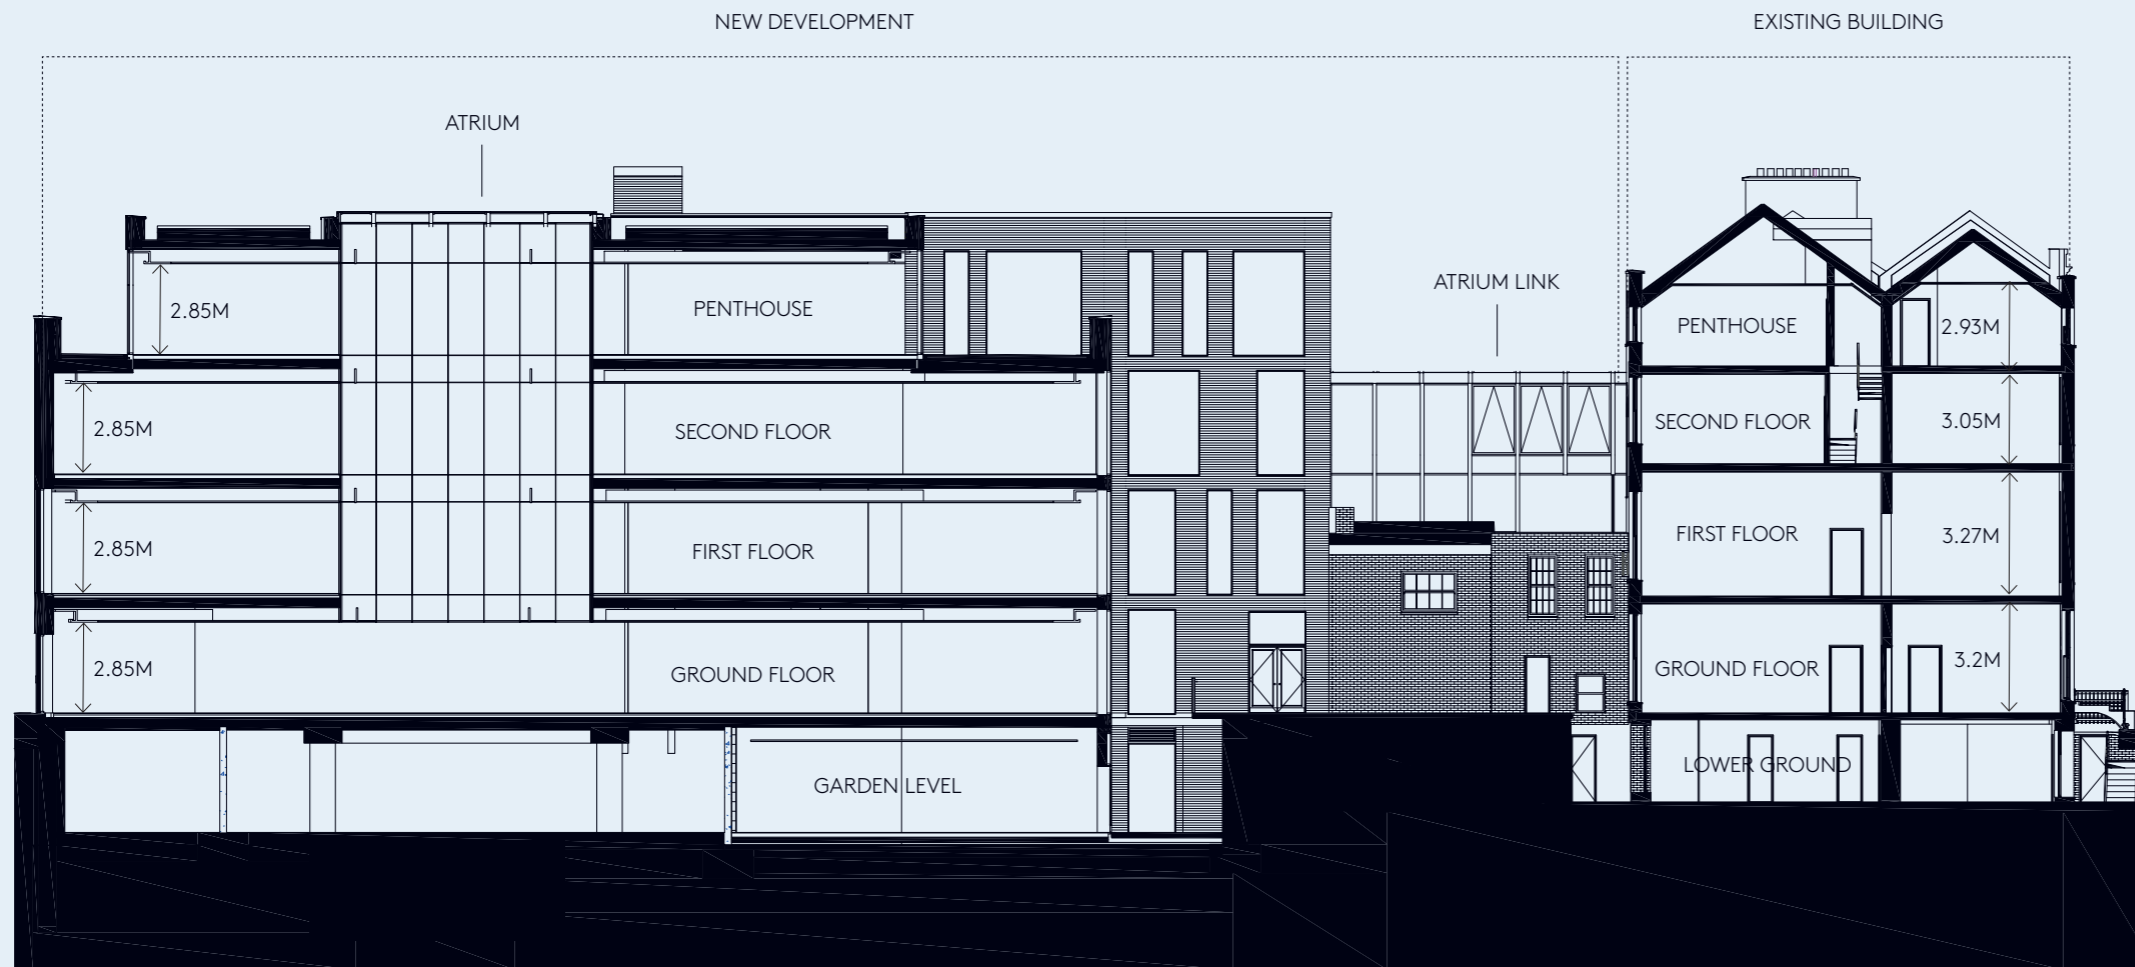 NEW DEVELOPMENT
EXISTING BUILDING
ATRIUM
ATRIUM LINK
2.85M
PENTHOUSE
PENTHOUSE
2.93M
2.85M
SECOND FLOOR
SECOND FLOOR
3.05M
2.85M
FIRST FLOOR
FIRST FLOOR
3.27M
2.85M
GROUND FLOOR
GROUND FLOOR
3.2M
GARDEN LEVEL
LOWER GROUND